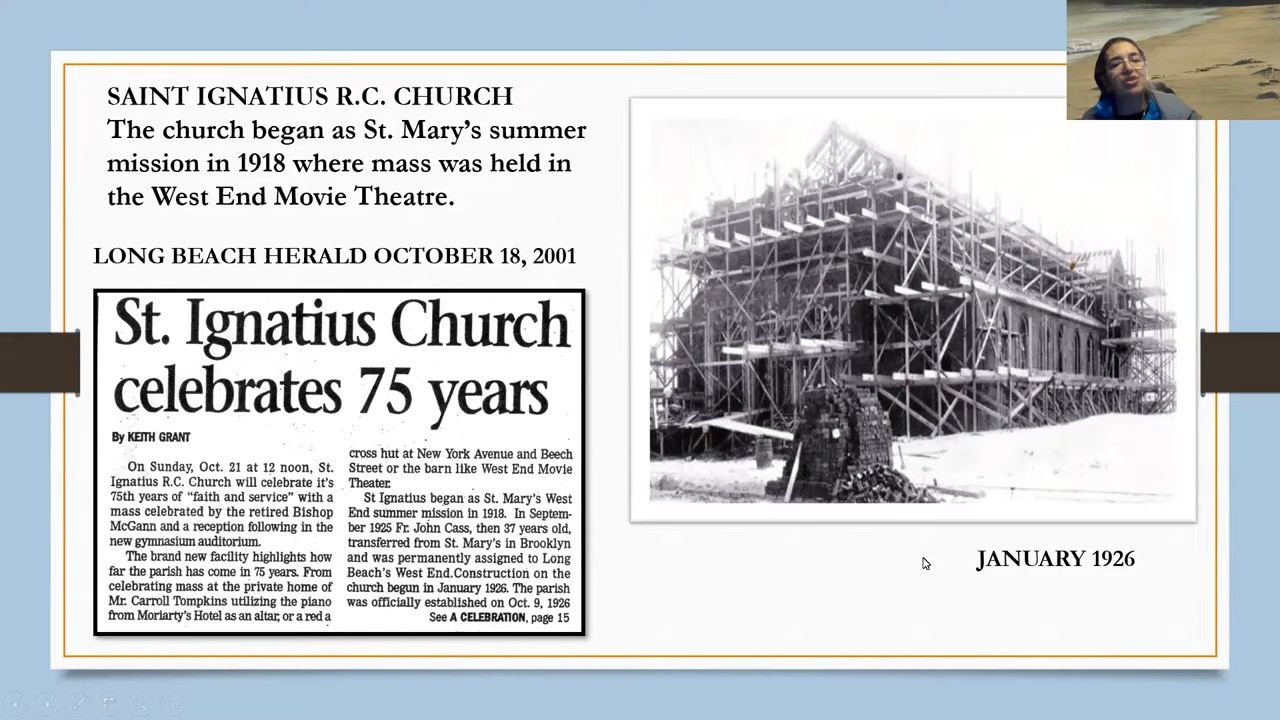 SAINT IGNATIUS R.C. CHURCH
The church began as St. Mary’s summer
mission in 1918 where mass was held in
the West End Movie Theatre.
LONG BEACH HERALD OCTOBER 18, 2001
St. Ignatius Church
celebrates 75 years
By KEITH GRANT
On Sunday, Oct. 21 at 12 noon, St.
Ignatius R.C. Church will celebrate it's
75th years of "faith and service" with a
mass celebrated by the retired Bishop
McGann and a reception following in the
new gymnasium auditorium.
The brand new facility highlights how
far the parish has come in 75 years. From
celebrating mass at the private home of
Mr. Carroll Tompkins utilizing the piano
from Moriarty's Hotel as an altar, or a red a
cross hut at New York Avenue and Beech
Street or the barn like West End Movie
Theater.
St Ignatius began as St. Mary's West
End summer mission in 1918. In Septem-
ber 1925 Fr. John Cass, then 37 years old,
transferred from St. Mary's in Brooklyn
and was permanently assigned to Long
Beach's West End.Construction on the
church begun in January 1926. The parish
was officially established on Oct. 9, 1926
See A CELEBRATION, page 15
JANUARY 1926